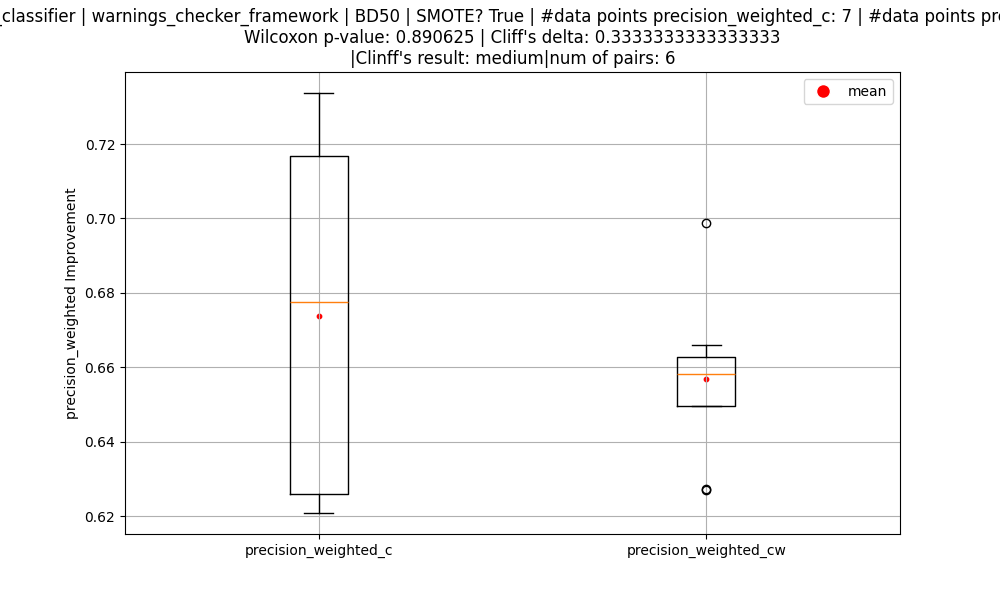 _classifier | warnings_checker_framework | BD50 | SMOTE? True | #data points precision_weighted_c: 7 | #data points pre
Wilcoxon p-value: 0.890625 | Cliff's delta: 0.3333333333333333
|Clinff's result: medium|num of pairs: 6
mean
0.72
0.70
0.68
0.66
0.64
0.62
precision_weighted Improvement
precision_weighted_c
precision_weighted_cw